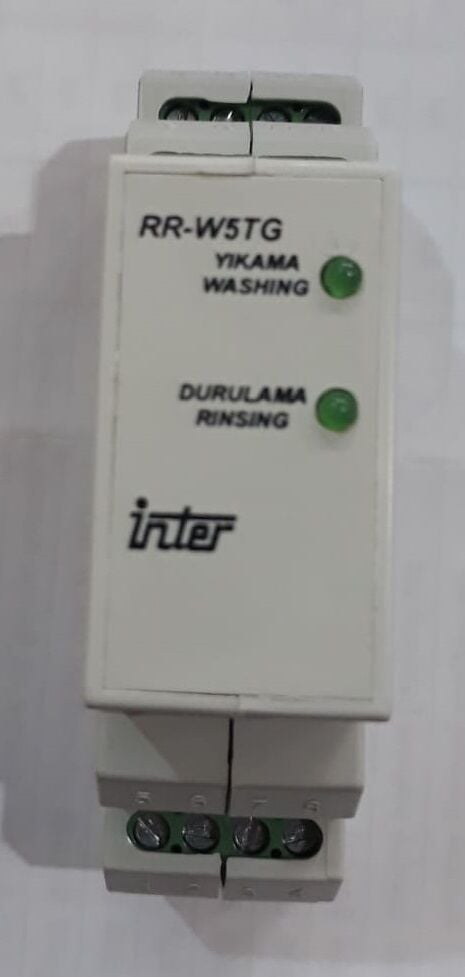 RR-W5TG
YIKAMA
WASHING
DURULAMA
RINSING
inter
5 6 7 8